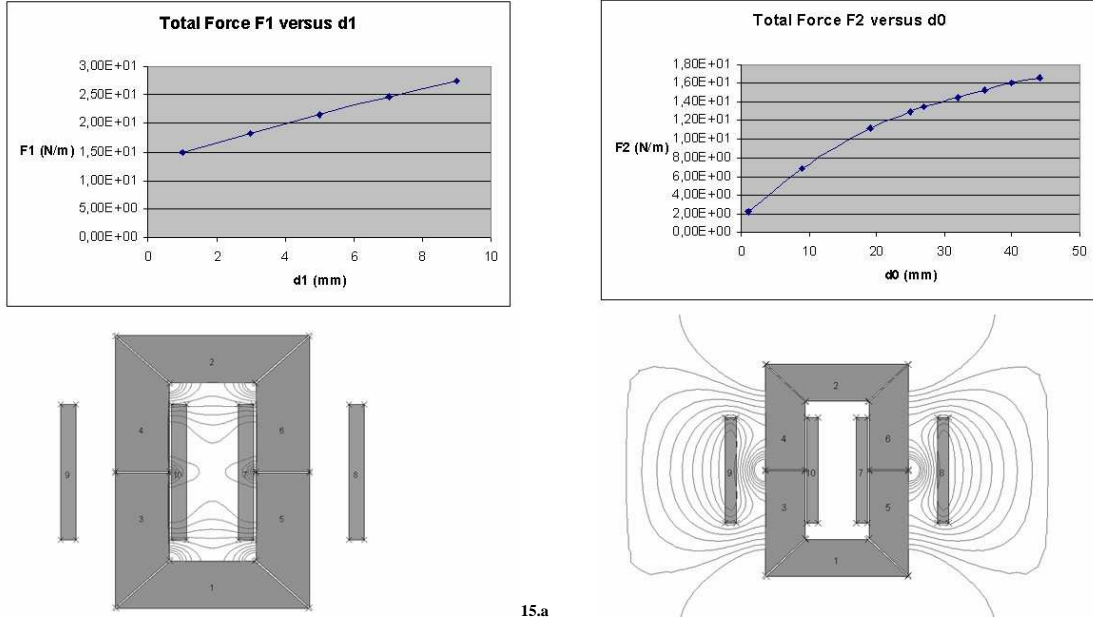 Total Force F1 versus d1
3,00E+01
2,50E+01
2,00E+01
F1 (N/m)
1,50E+01
1,00E+01
5,00E+00
0,00E+00
0 2 4 6 8 10
d1 (mm)
Total Force F2 versus d0
1,80E+01
1,60E+01
1,40E+01
1,20E+01
1,00E+01
F2 (N/m)
8,00E+00
6,00E+00
4,00E+00
2,00E+00
0,00E+00
0 10 20 30 40 50
d0 (mm)
2
4 6
9 10 7 8
3 5
1
15.a
2
4 6
9 10 7 8
3 5
1